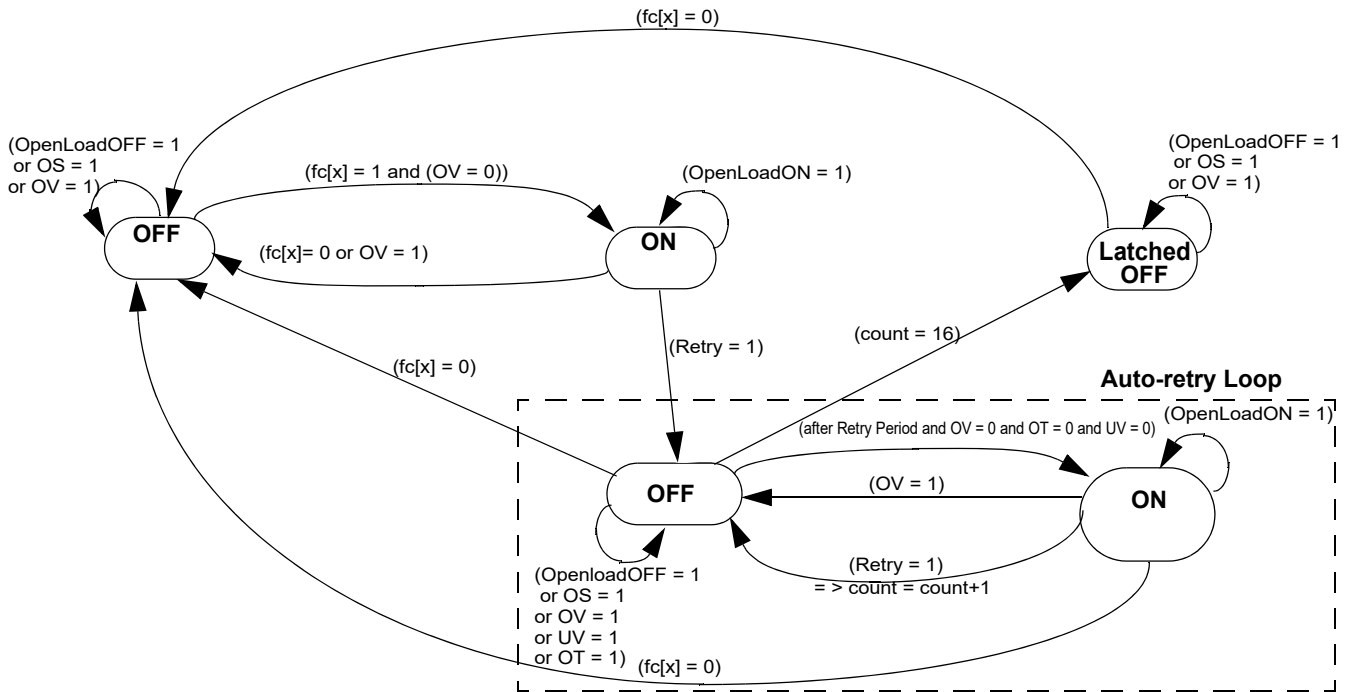 (fc[x] = 0)
(OpenLoadOFF = 1
or OS = 1
or OV = 1)
(fc[x] = 1 and (OV = 0))
(OpenLoadON = 1)
(OpenLoadOFF = 1
or OS = 1
or OV = 1)
OFF
(fc[x]= 0 or OV = 1)
ON
Latched
OFF
(Retry = 1)
(count = 16)
(fc[x] = 0)
Auto-retry Loop
(OpenLoadON = 1)
(after Retry Period and OV = 0 and OT = 0 and UV = 0)
OFF
(OV = 1)
ON
(Retry = 1)
= > count = count+1
(OpenloadOFF = 1
or OS = 1
or OV = 1
or UV = 1
or OT = 1)
(fc[x] = 0)